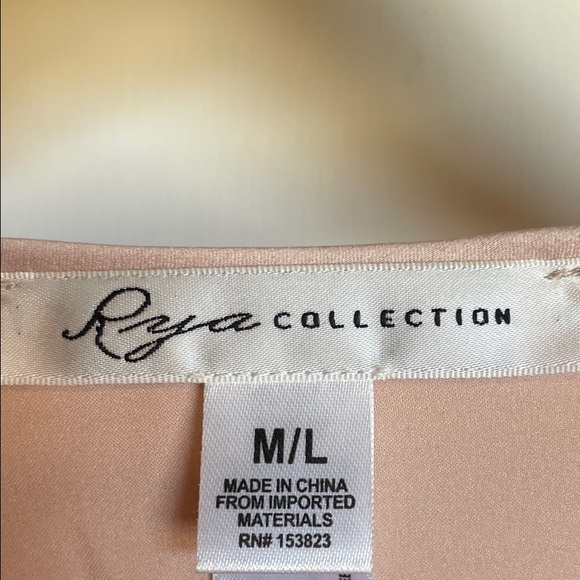 Rya COLLECTION
M/L
MADE IN CHINA
FROM IMPORTED
MATERIALS
RN# 153823